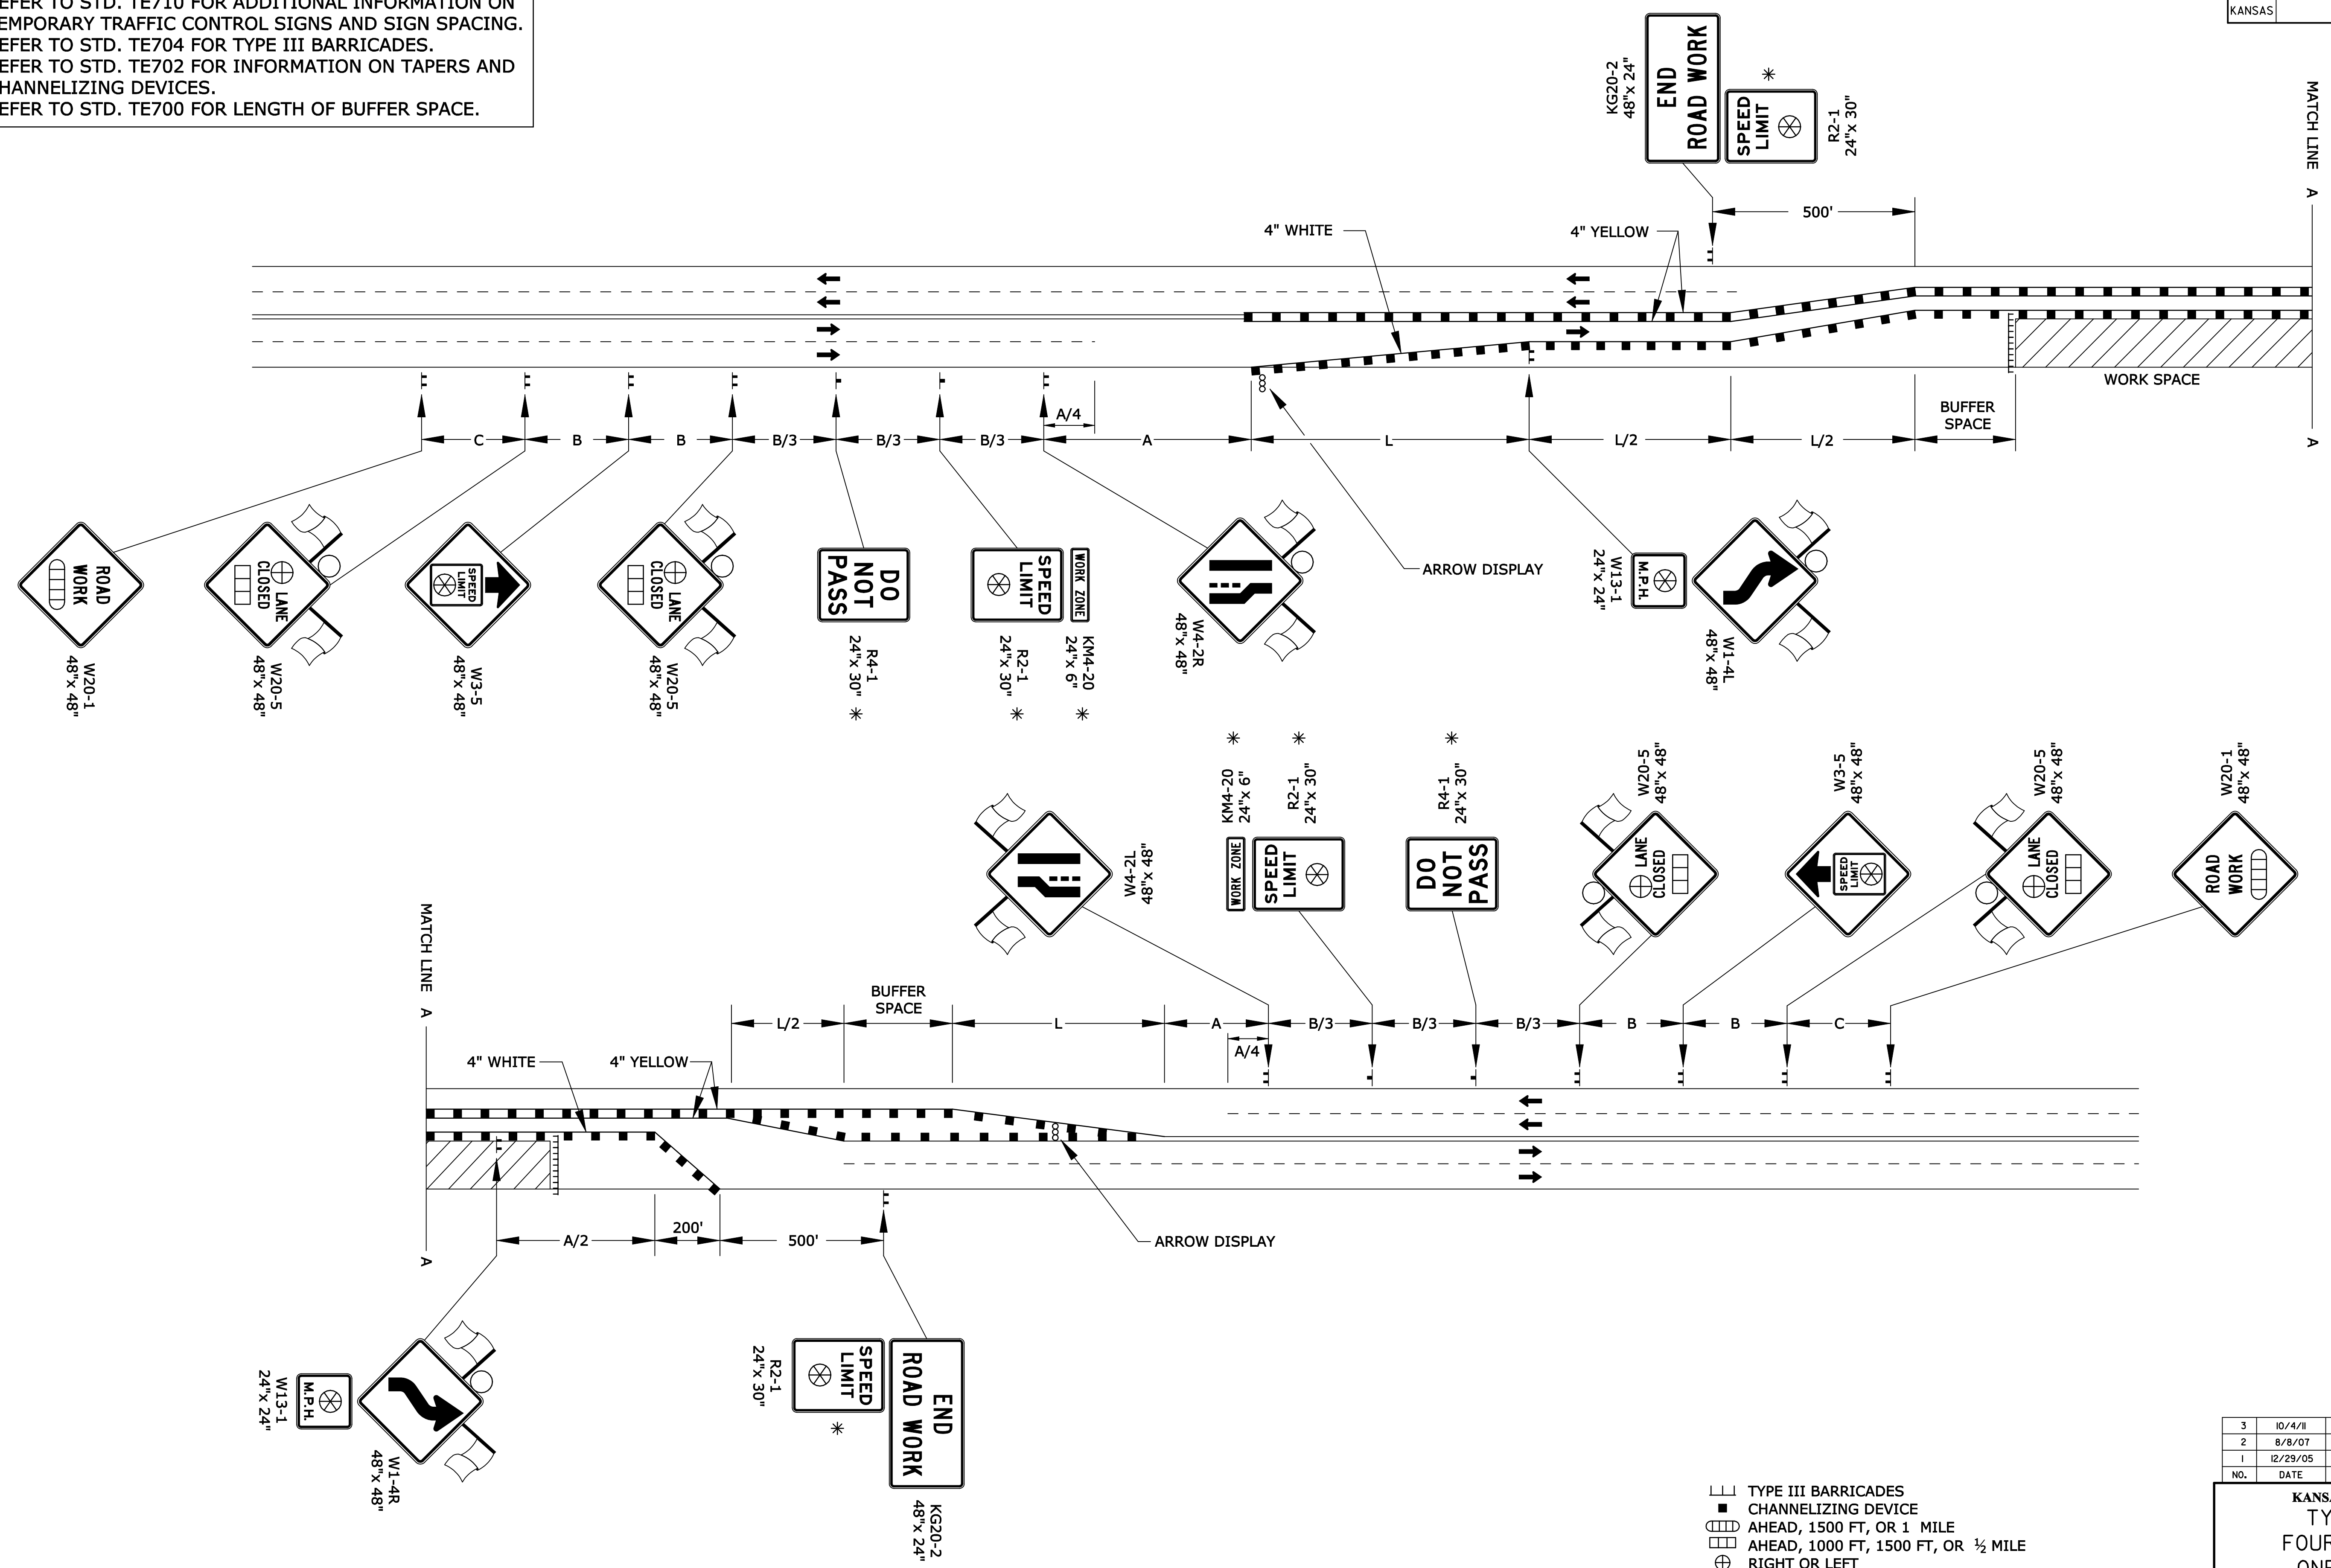 EFER TO STD. TE710 FOR ADDITIONAL INFORMATION ON
EMPORARY TRAFFIC CONTROL SIGNS AND SIGN SPACING.
EFER TO STD. TE704 FOR TYPE III BARRICADES.
EFER TO STD. TE702 FOR INFORMATION ON TAPERS AND
HANNELIZING DEVICES.
EFER TO STD. TE700 FOR LENGTH OF BUFFER SPACE.
KANSAS
KG20-2
48"x 24"
END
ROAD WORK
*
SPEED
LIMIT
R2-1
24"x 30"
MATCH LINE A
500'
4" WHITE
4" YELLOW
WORK SPACE
BUFFER
SPACE
A
A/4
C
B
B
B/3
B/3
B/3
A
L
L/2
L/2
ROAD
WORK
W20-1
48"x 48"
LANE
CLOSED
W20-5
48"x 48"
SPEED
LIMIT
W3-5
48"x 48"
LANE
CLOSED
W20-5
48"x 48"
DO
NOT
PASS
R4-1
24"x 30" *
SPEED
LIMIT
R2-1
24"x 30" *
WORK ZONE
KM4-20
24"x 6" *
W4-2R
48"x 48"
ARROW DISPLAY
W13-1
24"x 24"
M.P.H.
W1-4L
48"x 48"
W4-2L
48"x 48"
KM4-20 *
24"x 6"
WORK ZONE
R2-1 *
24"x 30"
SPEED
LIMIT
R4-1 *
24"x 30"
DO
NOT
PASS
W20-5
48"x 48"
LANE
CLOSED
W3-5
48"x 48"
SPEED
LIMIT
W20-5
48"x 48"
LANE
CLOSED
W20-1
48"x 48"
ROAD
WORK
MATCH LINE A
L/2
BUFFER
SPACE
L
A
B/3
B/3
B/3
B
B
C
A/4
4" WHITE
4" YELLOW
A/2
200'
500'
ARROW DISPLAY
A
W13-1
24"x 24"
M.P.H.
W1-4R
48"x 48"
R2-1
24"x 30"
SPEED
LIMIT
*
END
ROAD WORK
KG20-2
48"x 24"
TYPE III BARRICADES
CHANNELIZING DEVICE
AHEAD, 1500 FT, OR 1 MILE
AHEAD, 1000 FT, 1500 FT, OR ½ MILE
RIGHT OR LEFT
3 10/4/11
2 8/8/07
1 12/29/05
NO. DATE
KANS
TY
FOUR